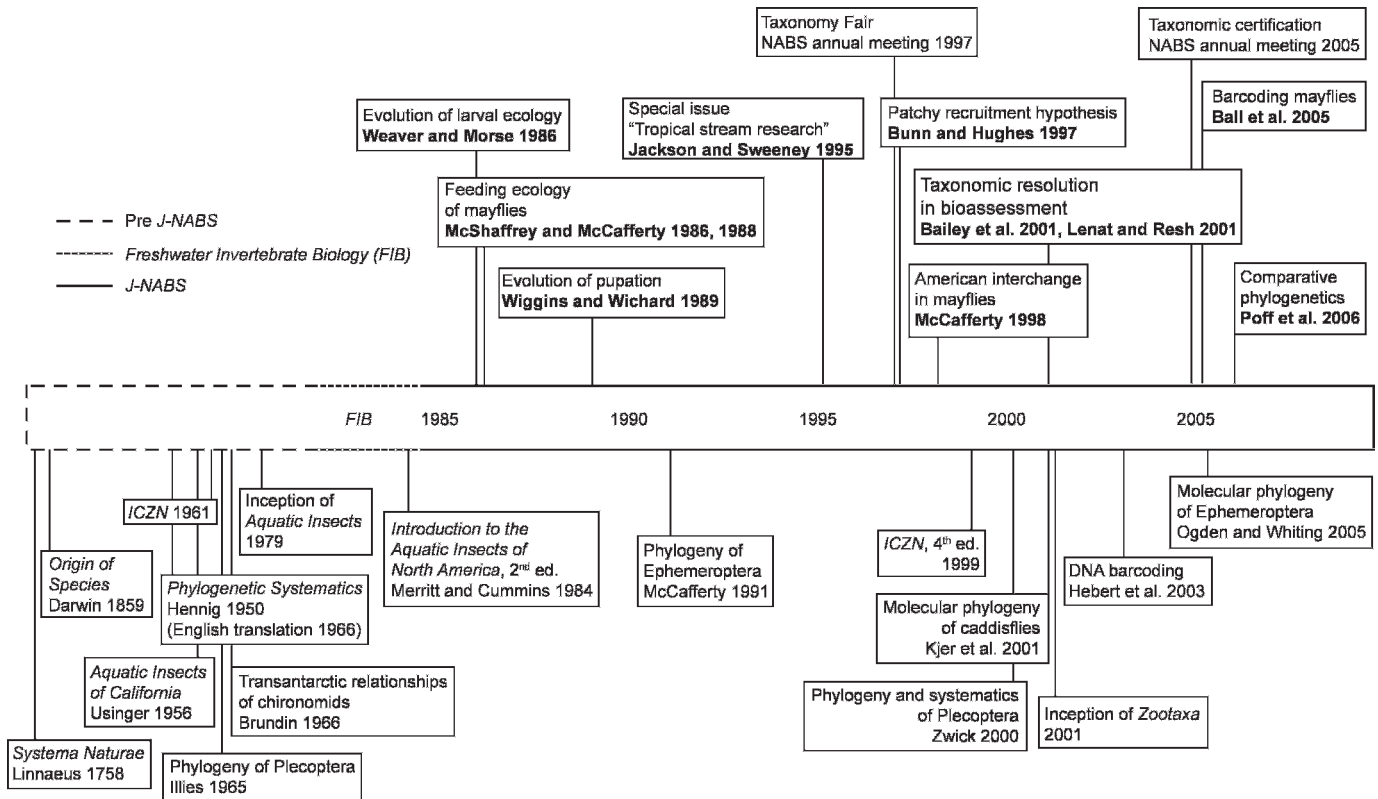 Taxonomy Fair
NABS annual meeting 1997
Taxonomic certification
NABS annual meeting 2005
Evolution of larval ecology
Weaver and Morse 1986
Special issue
“Tropical stream research”
Jackson and Sweeney 1995
Patchy recruitment hypothesis
Bunn and Hughes 1997
Barcoding mayflies
Ball et al. 2005
Feeding ecology
of mayflies
McShaffrey and McCafferty 1986, 1988
Taxonomic resolution
in bioassessment
Bailey et al. 2001, Lenat and Resh 2001
Pre J-NABS
Freshwater Invertebrate Biology (FIB)
J-NABS
Evolution of pupation
Wiggins and Wichard 1989
American interchange
in mayflies
McCafferty 1998
Comparative
phylogenetics
Poff et al. 2006
FIB 1985 1990 1995 2000 2005
ICZN 1961
Inception of
Aquatic Insects
1979
Introduction to the
Aquatic Insects of
North America, 2nd ed.
Merritt and Cummins 1984
Phylogeny of
Ephemeroptera
McCafferty 1991
ICZN, 4th ed.
1999
Molecular phylogeny
of Ephemeroptera
Ogden and Whiting 2005
Origin of
Species
Darwin 1859
Phylogenetic Systematics
Hennig 1950
(English translation 1966)
DNA barcoding
Hebert et al. 2003
Molecular phylogeny
of caddisflies
Kjer et al. 2001
Aquatic Insects
of California
Usinger 1956
Transantarctic relationships
of chironomids
Brundin 1966
Phylogeny and systematics
of Plecoptera
Zwick 2000
Inception of Zootaxa
2001
Systema Naturae
Linnaeus 1758
Phylogeny of Plecoptera
Illies 1965